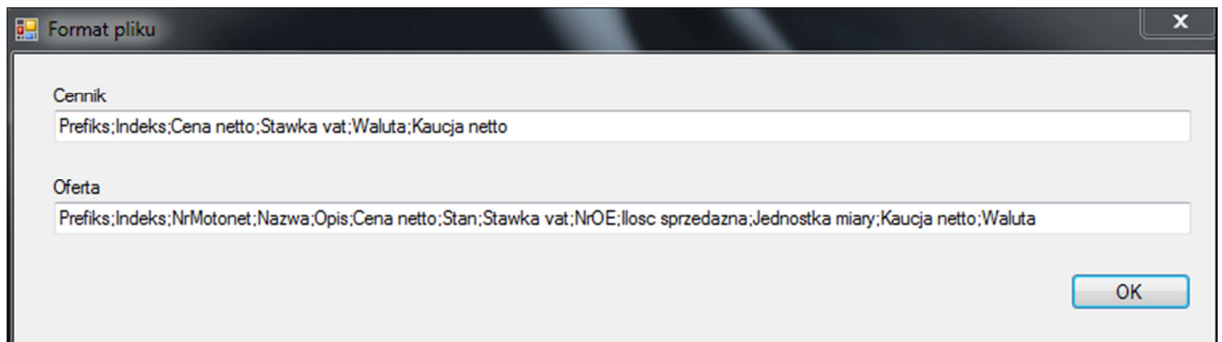 Format pliku
Cennik
Prefiks;Indeks;Cena netto;Stawka vat;Waluta;Kaucja netto
Oferta
Prefiks;Indeks;NrMotonet;Nazwa;Opis;Cena netto;Stan;Stawka vat;NrOE;Ilosc sprzedazna;Jednostka miary;Kaucja netto;Waluta
OK